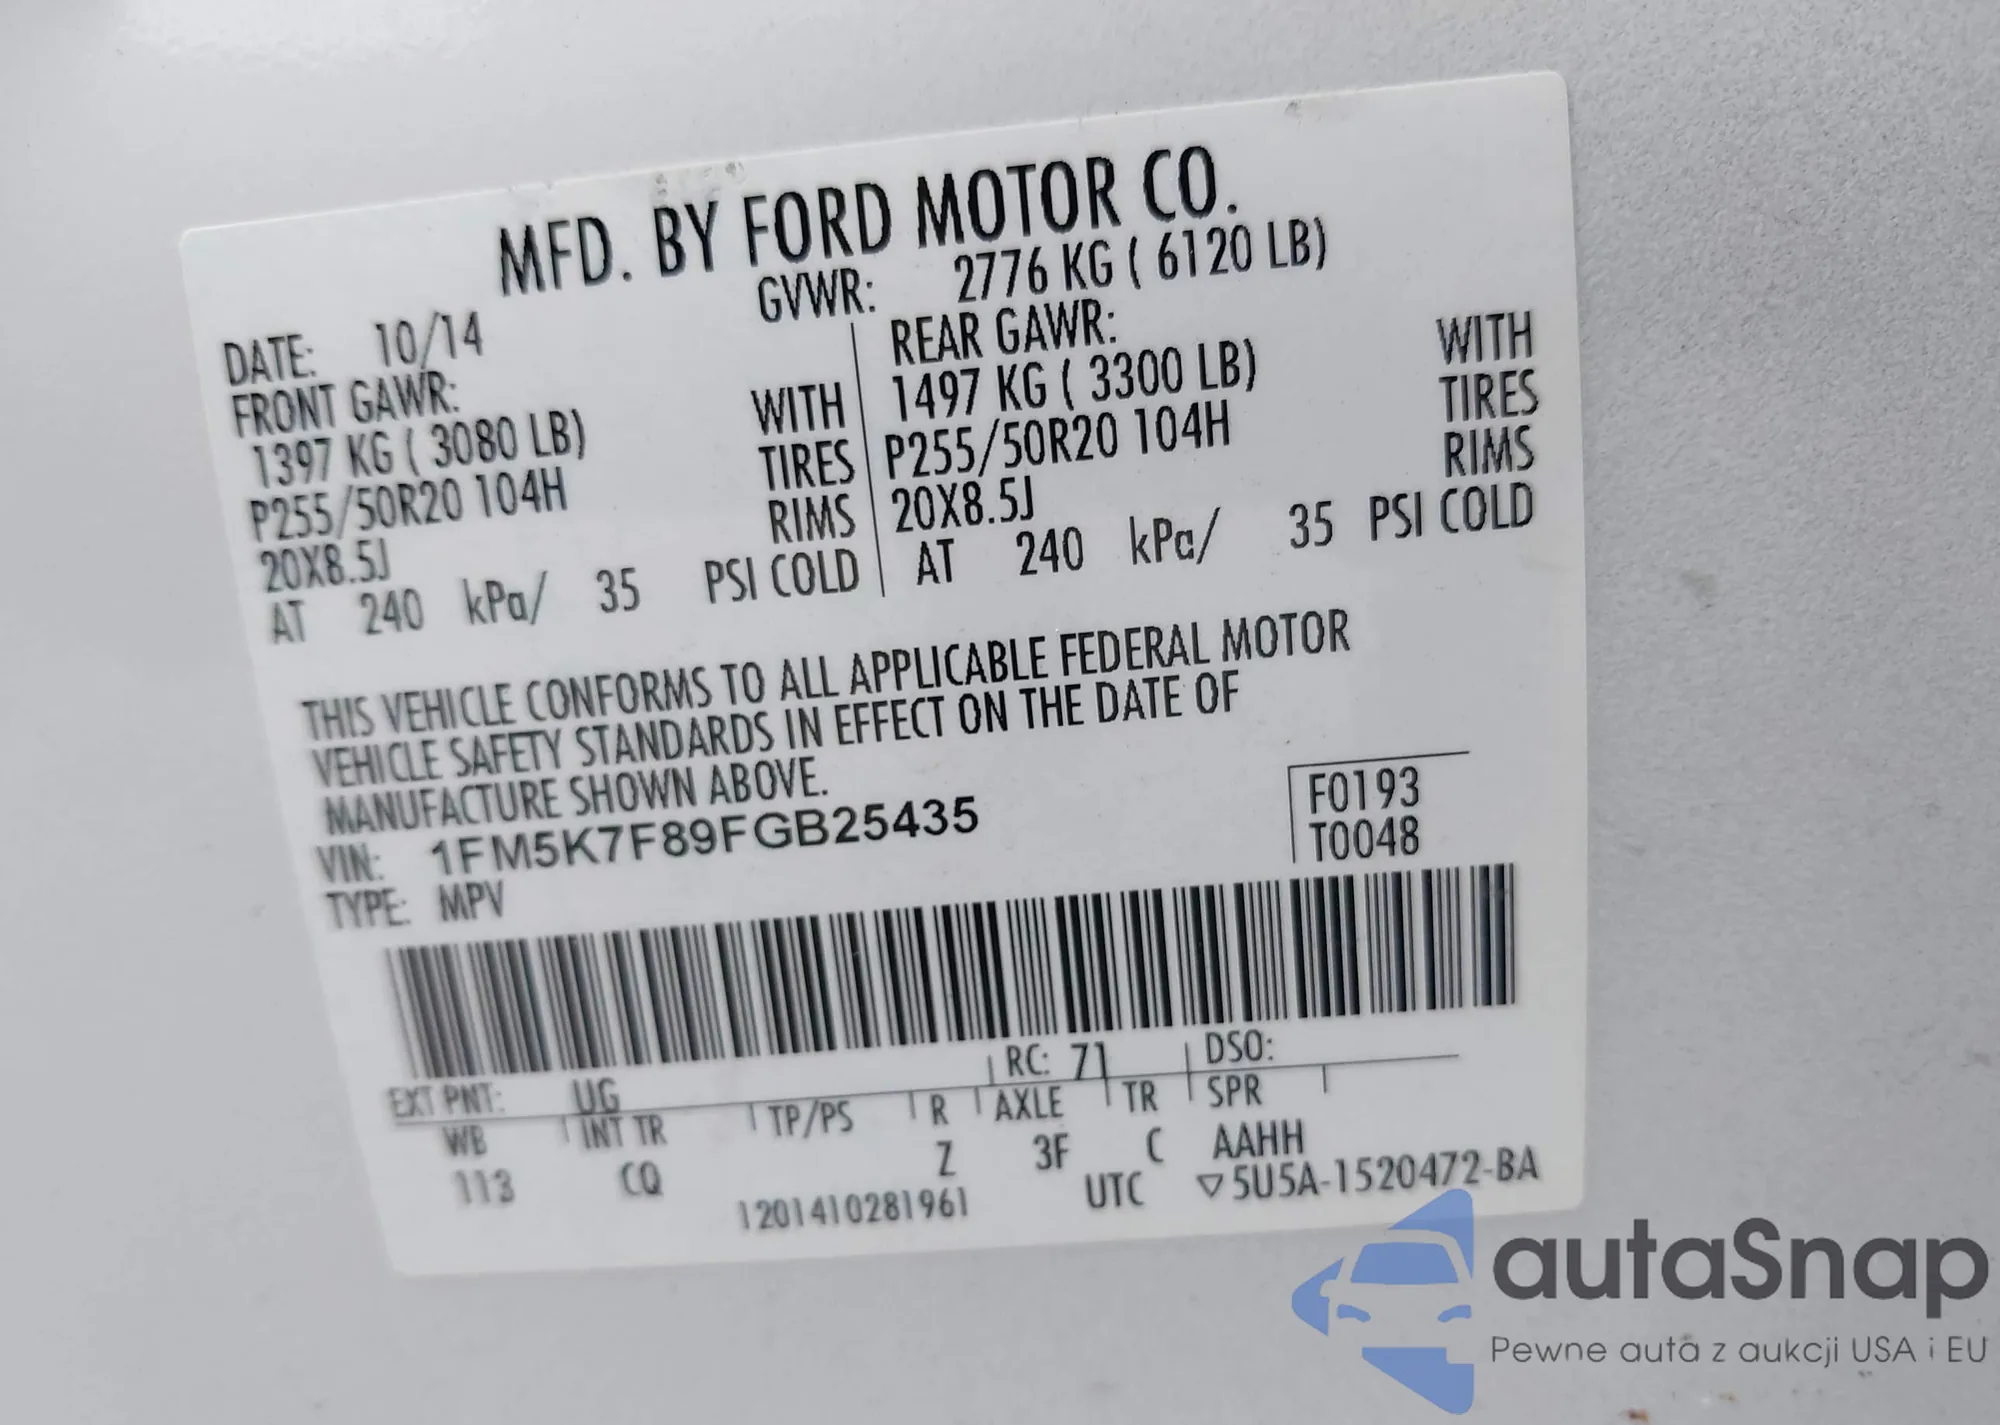 MFD. BY FORD MOTOR CO.
DATE: 10/14 GVWR: 2776 KG ( 6120 LB)
FRONT GAWR:
1397 KG ( 3080 LB) WITH
P255/50R20 104H TIRES
20X8.5J RIMS
AT 240 kPa/ 35 PSI COLD
REAR GAWR:
1497 KG ( 3300 LB) WITH
P255/50R20 104H TIRES
20X8.5J RIMS
AT 240 kPa/ 35 PSI COLD
THIS VEHICLE CONFORMS TO ALL APPLICABLE FEDERAL MOTOR
VEHICLE SAFETY STANDARDS IN EFFECT ON THE DATE OF
MANUFACTURE SHOWN ABOVE.
VIN: 1FM5K7F89FGB25435
TYPE: MPV
F0193
T0048
EXT PNT: UG RC: 71 DSO:
WB INT TR TP/PS R AXLE TR SPR
113 CQ Z 3F C AAHH
1201410281961 UTC ▽5U5A-1520472-BA
autaSnap
Pewne auta z aukcji USA i EU